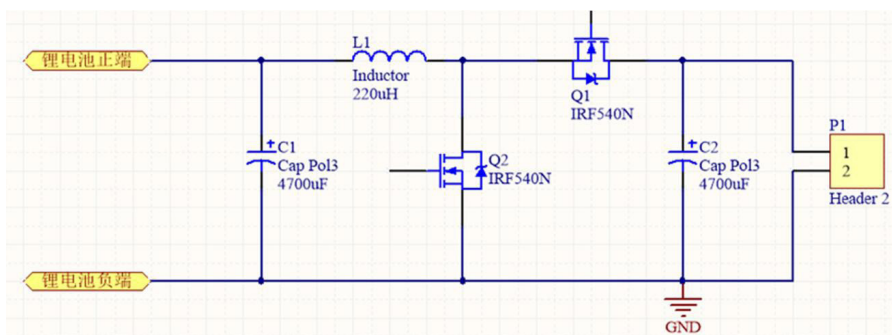 锂电池正端
L1
Inductor
220uH
Q1
IRF540N
C1
Cap Pol3
4700uF
Q2
IRF540N
C2
Cap Pol3
4700uF
P1
1
2
Header 2
锂电池负端
GND